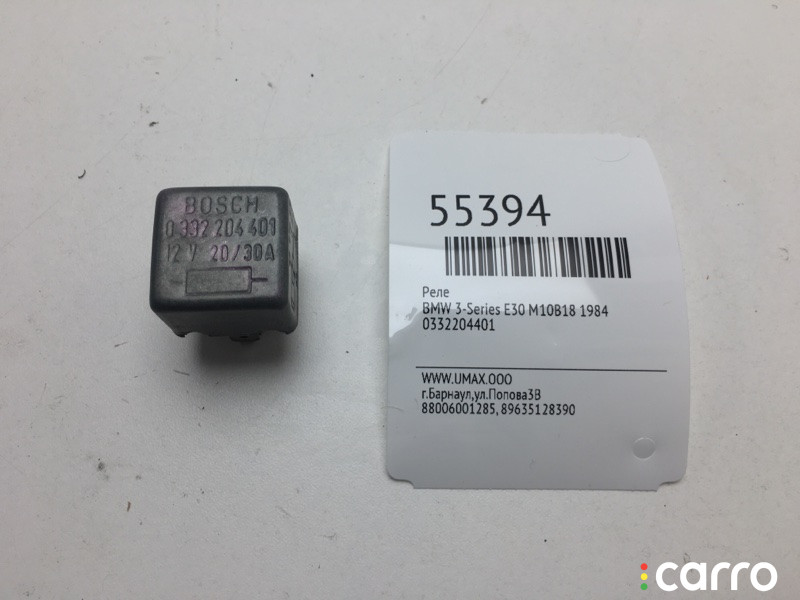 BOSCH
0 332 204 401
12 V 20/30A
55394
Реле
BMW 3-Series E30 M10B18 1984
0332204401
WWW.UMAX.OOO
г.Барнаул,ул.Попова3В
88006001285, 89635128390
carro